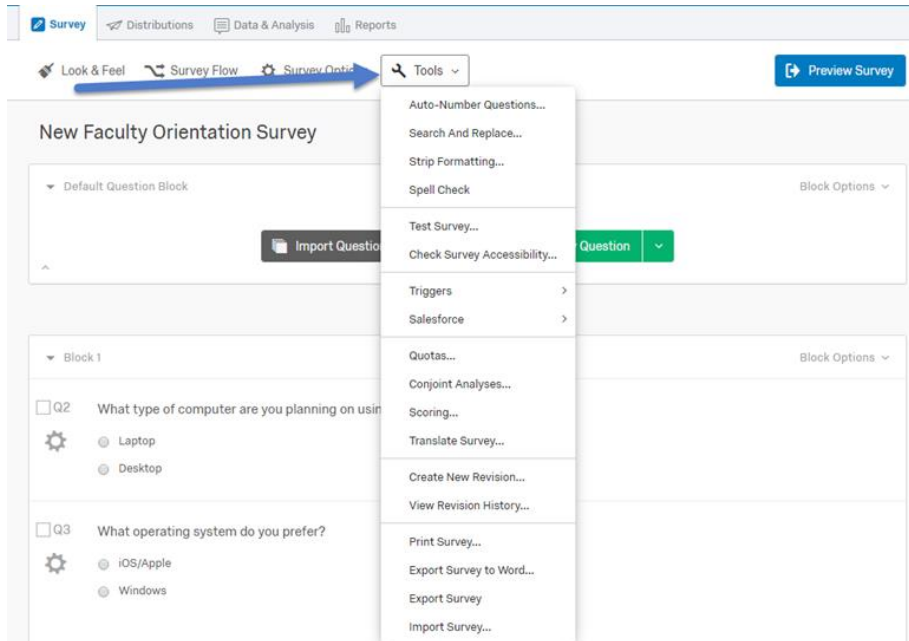 Survey
Distributions
Data & Analysis
Reports
Look & Feel
Survey Flow
Survey
Tools
Preview Survey
New Faculty Orientation Survey
Default Question Block
Block Options
Import
Question
Block 1
Block Options
Q2
What type of computer are you planning on
Laptop
Desktop
Q3
What operating system do you prefer?
iOS/Apple
Windows
Auto-Number Questions...
Search And Replace...
Strip Formatting...
Spell Check
Test Survey...
Check Survey Accessibility...
Triggers
Salesforce
Quotas...
Conjoint Analyses...
Scoring...
Translate Survey...
Create New Revision...
View Revision History...
Print Survey...
Export Survey to Word...
Export Survey
Import Survey...